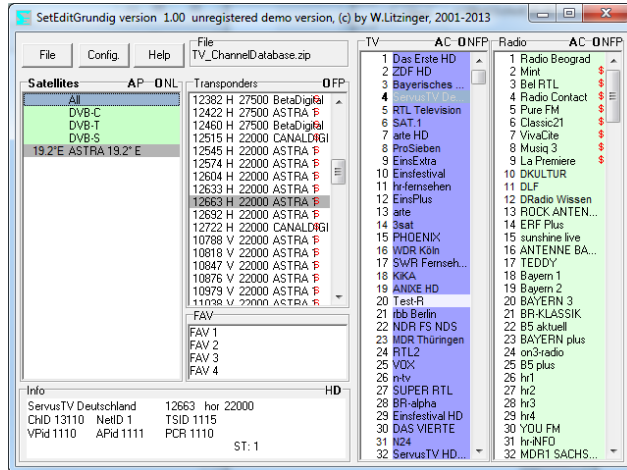 SetEditGrundig version 1.00 unregistered demo version, (c) by W.Litzinger, 2001-2013
File
Config.
Help
File
TV_ChannelDatabase.zip
Satellites AP ONL
All
DVB-C
DVB-T
DVB-S
19.2°E ASTRA 19.2° E
Transponders OFP
12382 H 27500 BetaDigital
12422 H 27500 ASTRA
12460 H 27500 BetaDigital
12515 H 22000 CANALDIGI
12545 H 22000 ASTRA
12574 H 22000 ASTRA
12604 H 22000 ASTRA
12633 H 22000 ASTRA
12663 H 22000 ASTRA
12692 H 22000 ASTRA
12722 H 22000 CANALDIGI
10788 V 22000 ASTRA
10818 V 22000 ASTRA
10847 V 22000 ASTRA
10876 V 22000 ASTRA
10979 V 22000 ASTRA
11038 V 22000 ASTRA
FAV
FAV 1
FAV 2
FAV 3
FAV 4
Info HD
ServusTV Deutschland 12663 hor 22000
ChID 13110 NetID 1 TSID 1115
VPid 1110 APid 1111 PCR 1110
ST: 1
TV AC ONFP
1 Das Erste HD
2 ZDF HD
3 Bayerisches ...
4 ServusTV De...
5 RTL Television
6 SAT.1
7 arte HD
8 ProSieben
9 EinsExtra
10 Einsfestival
11 hr-fernsehen
12 EinsPlus
13 arte
14 3sat
15 PHOENIX
16 WDR Köln
17 SWR Fernseh...
18 KiKA
19 ANIXE HD
20 Test-R
21 rbb Berlin
22 NDR FS NDS
23 MDR Thüringen
24 RTL2
25 VOX
26 n-tv
27 SUPER RTL
28 BR-alpha
29 Einsfestival HD
30 DAS VIERTE
31 N24
32 ServusTV HD...
Radio AC ONFP
1 Radio Beograd
2 Mint $
3 Bel RTL $
4 Radio Contact $
5 Pure FM $
6 Classic21 $
7 VivaCite $
8 Musiq 3 $
9 La Premiere $
10 DKULTUR
11 DLF
12 DRadio Wissen
13 ROCK ANTEN...
14 ERF Plus
15 sunshine live
16 ANTENNE BA...
17 TEDDY
18 Bayern 1
19 Bayern 2
20 BAYERN 3
21 BR-KLASSIK
22 B5 aktuell
23 BAYERN plus
24 on3-radio
25 B5 plus
26 hr1
27 hr2
28 hr3
29 hr4
30 YOU FM
31 hr-iNFO
32 MDR1 SACHS...